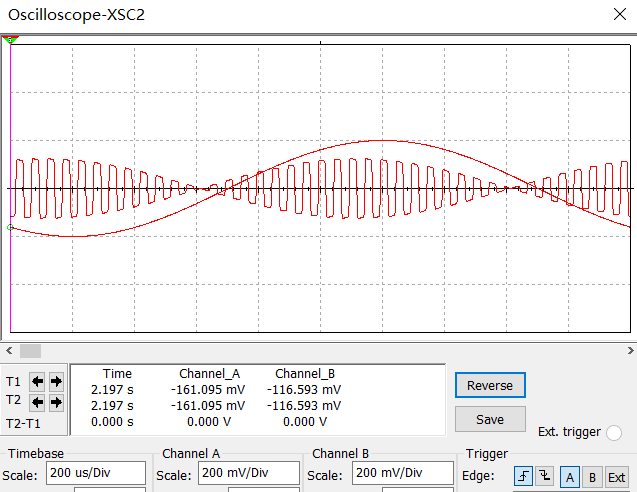 Oscilloscope-XSC2
Time Channel_A Channel_B
T1 2.197 s -161.095 mV -116.593 mV
T2 2.197 s -161.095 mV -116.593 mV
T2-T1 0.000 s 0.000 V 0.000 V
Reverse
Save
Ext. trigger
Timebase Channel A Channel B Trigger
Scale: 200 us/Div Scale: 200 mV/Div Scale: 200 mV/Div Edge: A B Ext